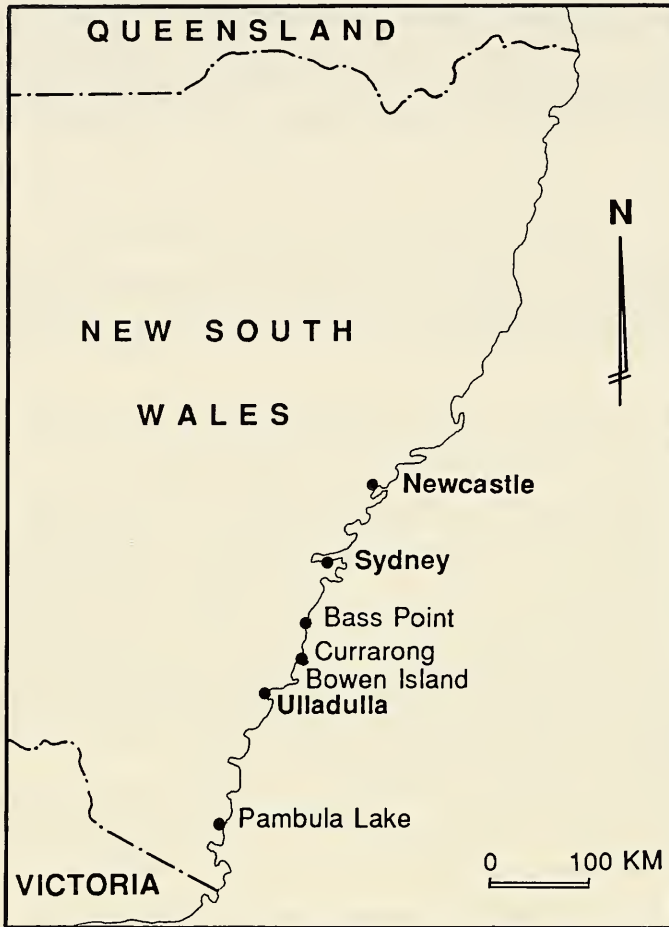 QUEENSLAND
N
NEW SOUTH
WALES
Newcastle
Sydney
Bass Point
Currarong
Bowen Island
Ulladulla
Pambula Lake
0 100 KM
VICTORIA